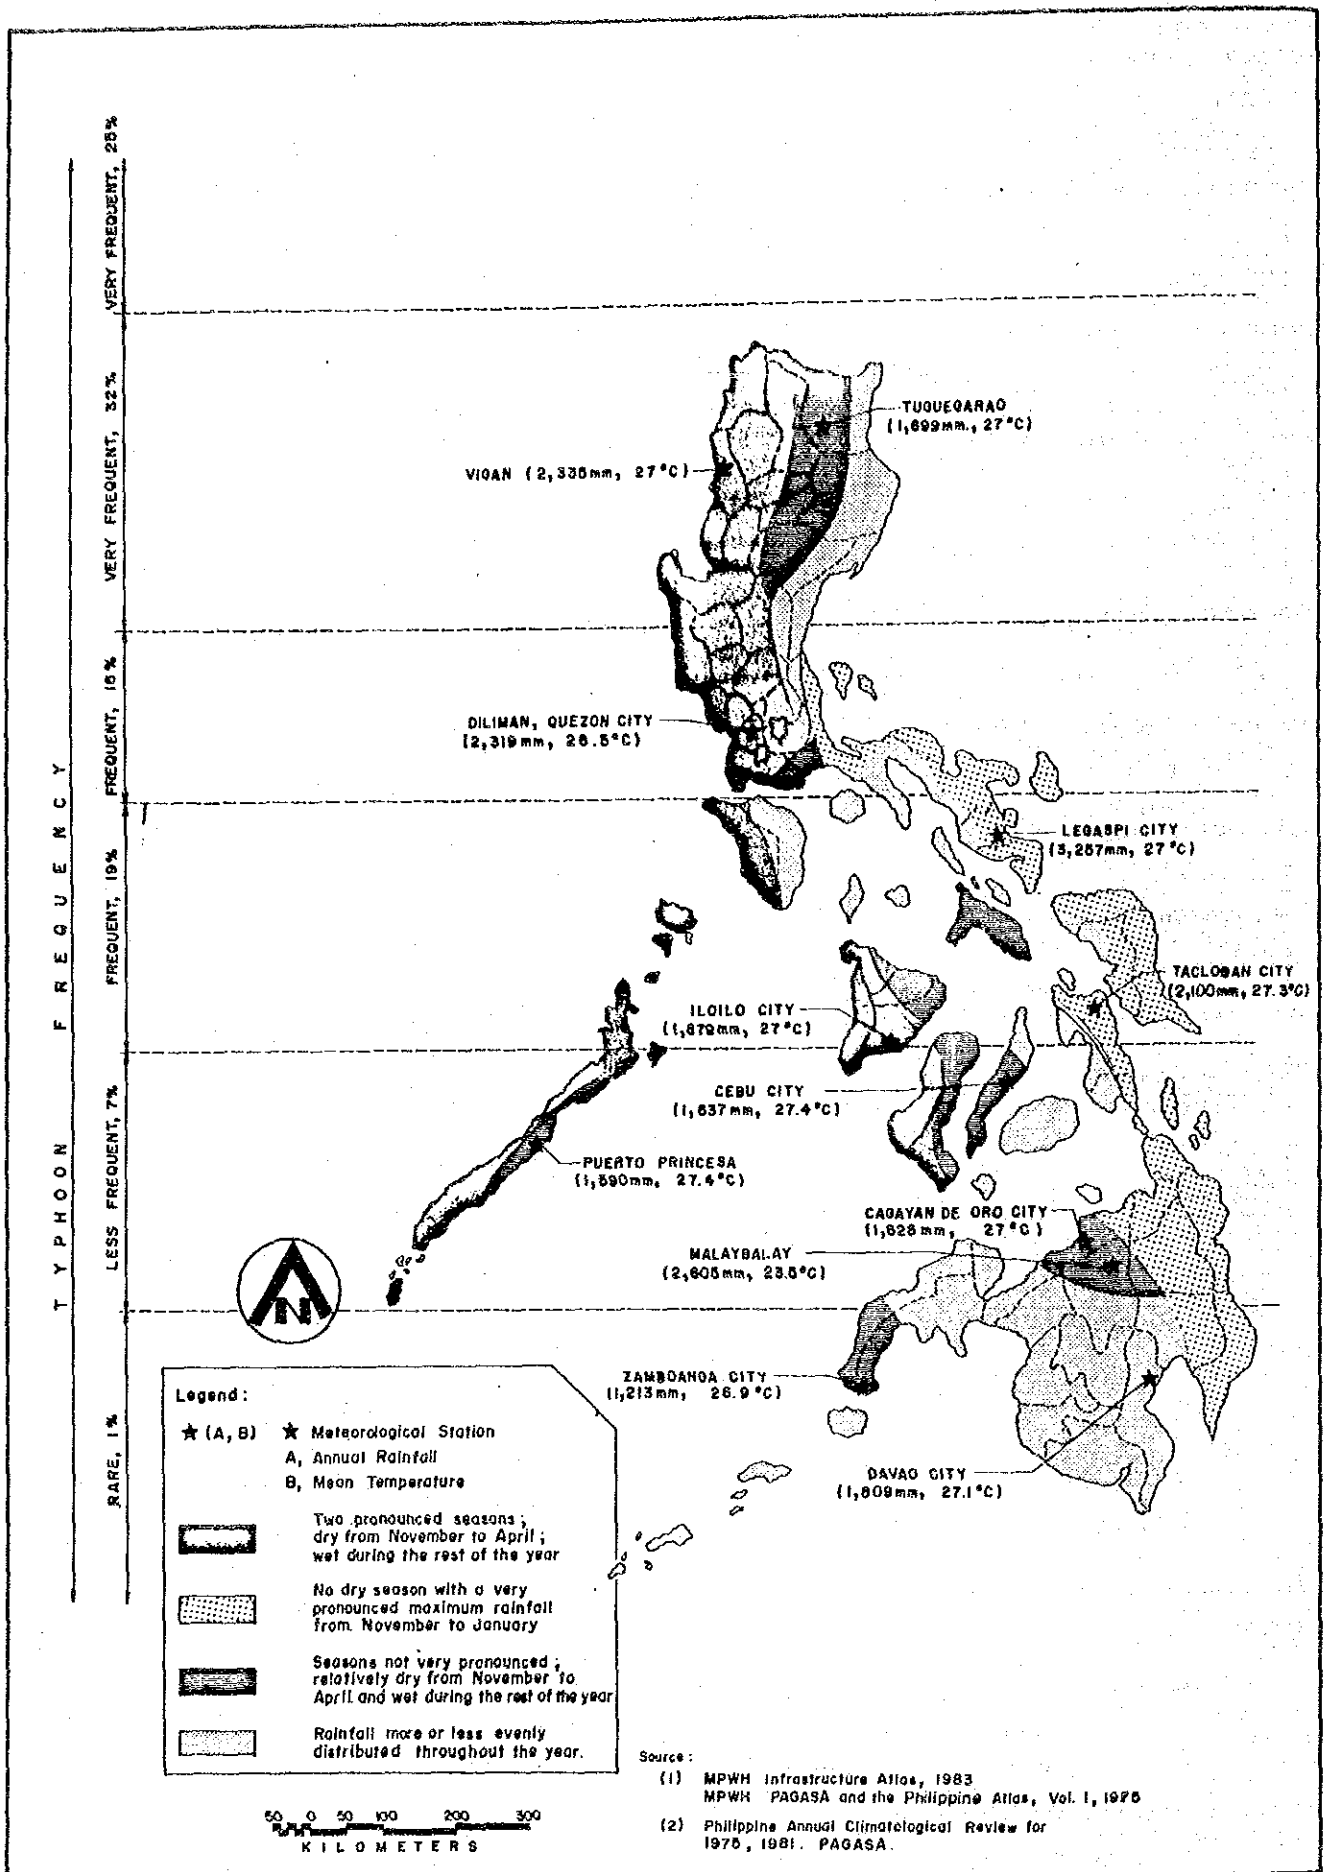 TYPHOON FREQUENCY
VERY FREQUENT, 25%
VERY FREQUENT, 32%
FREQUENT, 16%
FREQUENT, 19%
LESS FREQUENT, 7%
RARE, 1%
TUGUEGARAO
(1,699mm., 27°C)
VIGAN (2,335mm, 27°C)
DILIMAN, QUEZON CITY
(2,319mm, 26.5°C)
LEGASPI CITY
(3,257mm, 27°C)
TACLOBAN CITY
(2,100mm, 27.3°C)
ILOILO CITY
(1,879mm, 27°C)
CEBU CITY
(1,637mm, 27.4°C)
PUERTO PRINCESA
(1,590mm, 27.4°C)
CAGAYAN DE ORO CITY
(1,628mm, 27°C)
MALAYBALAY
(2,605mm, 23.5°C)
ZAMBOANGA CITY
(1,213mm, 26.9°C)
DAVAO CITY
(1,809mm, 27.1°C)
N
Legend:
★ (A, B) ★ Meteorological Station
A, Annual Rainfall
B, Mean Temperature
Two pronounced seasons;
dry from November to April;
wet during the rest of the year
No dry season with a very
pronounced maximum rainfall
from November to January
Seasons not very pronounced;
relatively dry from November to
April and wet during the rest of the year
Rainfall more or less evenly
distributed throughout the year.
50 0 50 100 200 300
KILOMETERS
Source:
(1) MPWH Infrastructure Atlas, 1983
MPWH PAGASA and the Philippine Atlas, Vol. 1, 1975
(2) Philippine Annual Climatological Review for
1975, 1981. PAGASA.